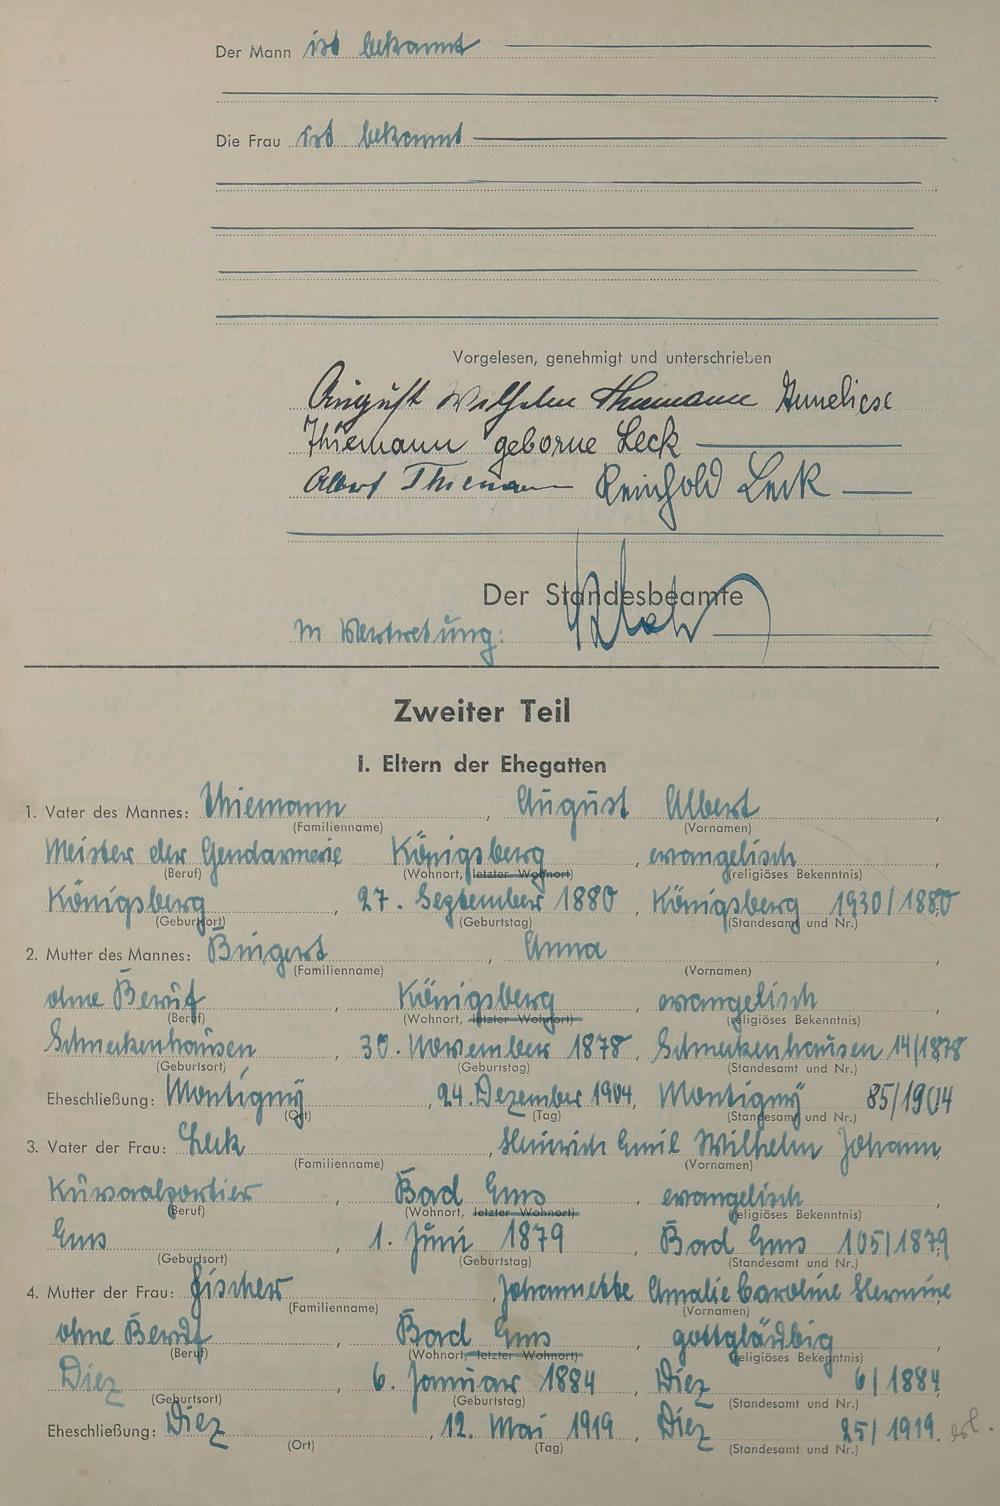 Der Mann ist bekannt
Die Frau ist bekannt
Vorgelesen, genehmigt und unterschrieben
August Wilhelm Thiemann Anneliese
Thiemann geborne Leck
Albert Thiemann Reinhold Leck
Der Standesbeamte
In Vertretung:
Zweiter Teil
I. Eltern der Ehegatten
1. Vater des Mannes: Thiemann, August Albert,
(Familienname) (Vornamen)
Meister der Gendarmerie Königsberg, evangelisch,
(Beruf) (Wohnort, letzter Wohnort) (religiöses Bekenntnis)
Königsberg, 27. September 1880, Königsberg 1930/1880
(Geburtsort) (Geburtstag) (Standesamt und Nr.)
2. Mutter des Mannes: Bingert, Anna,
(Familienname) (Vornamen)
ohne Beruf, Königsberg, evangelisch,
(Beruf) (Wohnort, letzter Wohnort) (religiöses Bekenntnis)
Schmeckenhausen, 30. November 1878, Schmeckenhausen 14/1878
(Geburtsort) (Geburtstag) (Standesamt und Nr.)
Eheschließung: Montigny, 24. Dezember 1904, Montigny 85/1904
(Ort) (Tag) (Standesamt und Nr.)
3. Vater der Frau: Leck, Heinrich Emil Wilhelm Johann,
(Familienname) (Vornamen)
Kursaalportier, Bad Ems, evangelisch,
(Beruf) (Wohnort, letzter Wohnort) (religiöses Bekenntnis)
Ems, 1. Juni 1879, Bad Ems 105/1879,
(Geburtsort) (Geburtstag) (Standesamt und Nr.)
4. Mutter der Frau: Fischer, Johannette Amalie Caroline Hermine
(Familienname) (Vornamen)
ohne Beruf, Bad Ems, gottgläubig,
(Beruf) (Wohnort, letzter Wohnort) (religiöses Bekenntnis)
Diez, 6. Januar 1884, Diez 6/1884,
(Geburtsort) (Geburtstag) (Standesamt und Nr.)
Eheschließung: Diez, 12. Mai 1919, Diez 25/1919.
(Ort) (Tag) (Standesamt und Nr.)